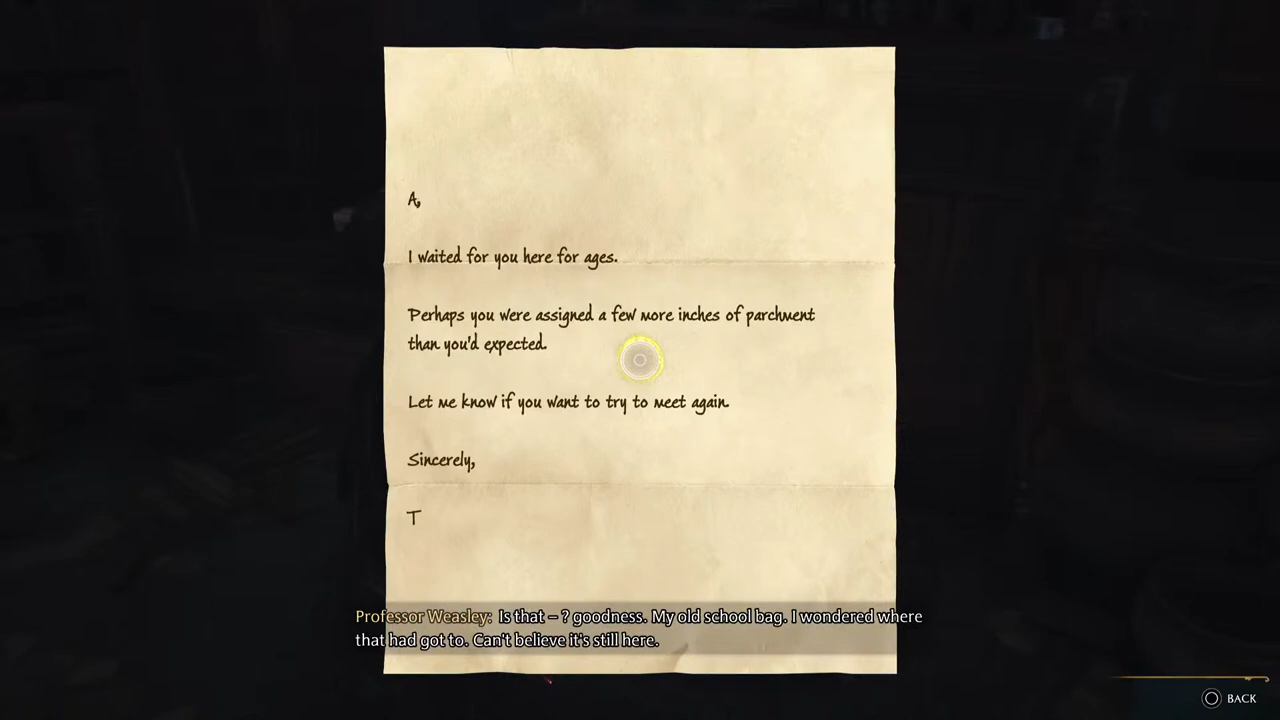 A,
I waited for you here for ages.
Perhaps you were assigned a few more inches of parchment
than you'd expected.
Let me know if you want to try to meet again.
Sincerely,
T
Professor Weasley: Is that – ? goodness. My old school bag. I wondered where
that had got to. Can't believe it's still here.
BACK